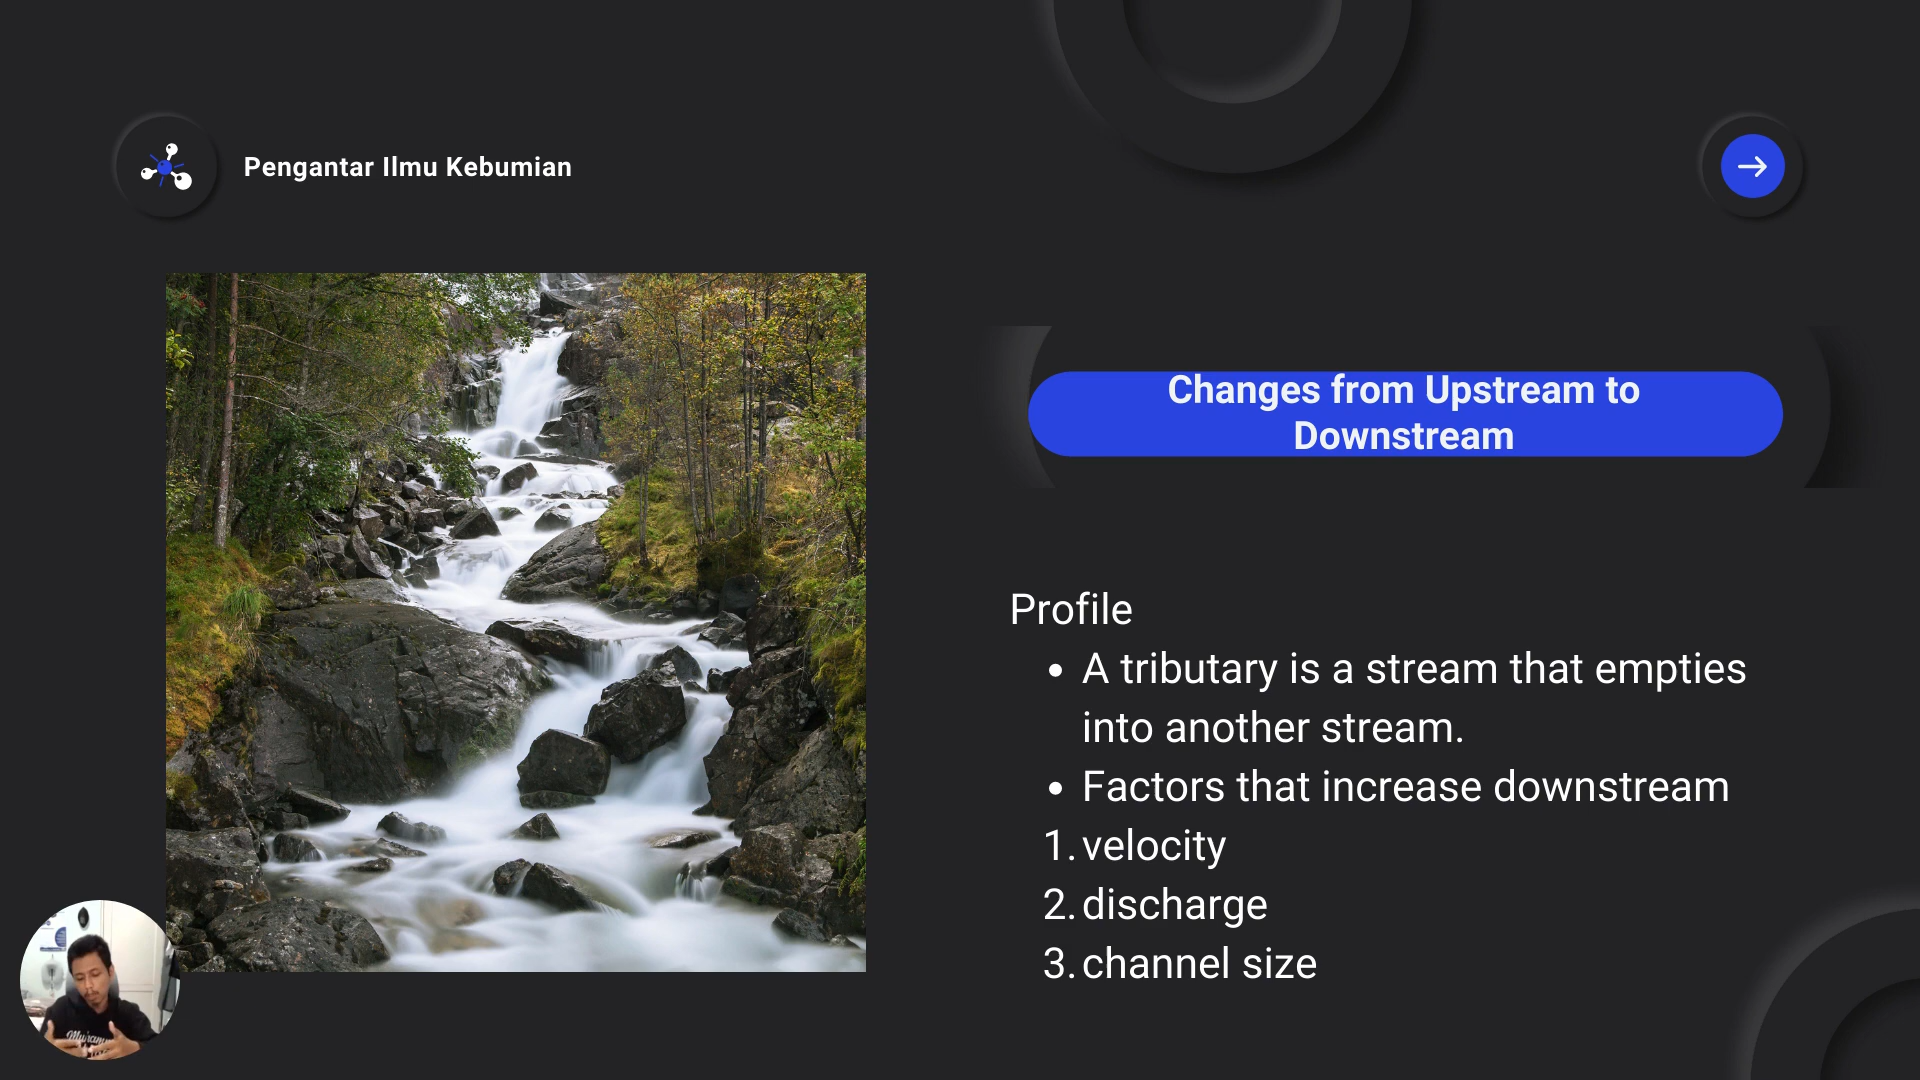 Pengantar Ilmu Kebumian
Changes from Upstream to
Downstream
Profile
• A tributary is a stream that empties
into another stream.
• Factors that increase downstream
1. velocity
2. discharge
3. channel size